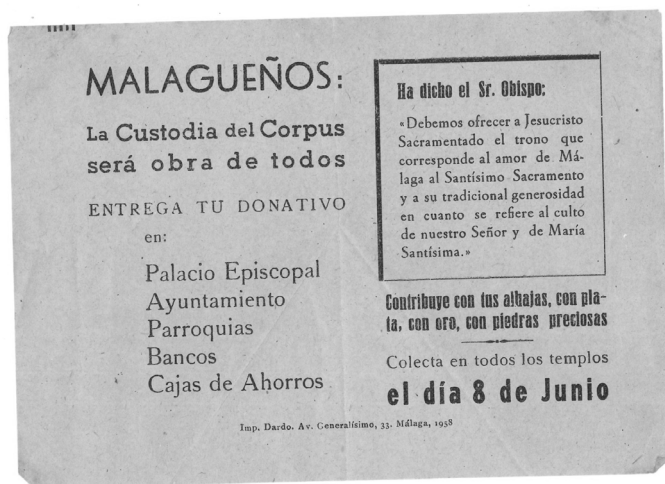 MALAGUEÑOS:
La Custodia del Corpus
será obra de todos
ENTREGA TU DONATIVO
en:
Palacio Episcopal
Ayuntamiento
Parroquias
Bancos
Cajas de Ahorros
Ha dicho el Sr. Obispo:
«Debemos ofrecer a Jesucristo
Sacramentado el trono que
corresponde al amor de Má-
laga al Santísimo Sacramento
y a su tradicional generosidad
en cuanto se refiere al culto
de nuestro Señor y de María
Santísima.»
Contribuye con tus alhajas, con pla-
ta, con oro, con piedras preciosas
Colecta en todos los templos
el día 8 de Junio
Imp. Dardo. Av. Generalísimo, 33. Málaga, 1958